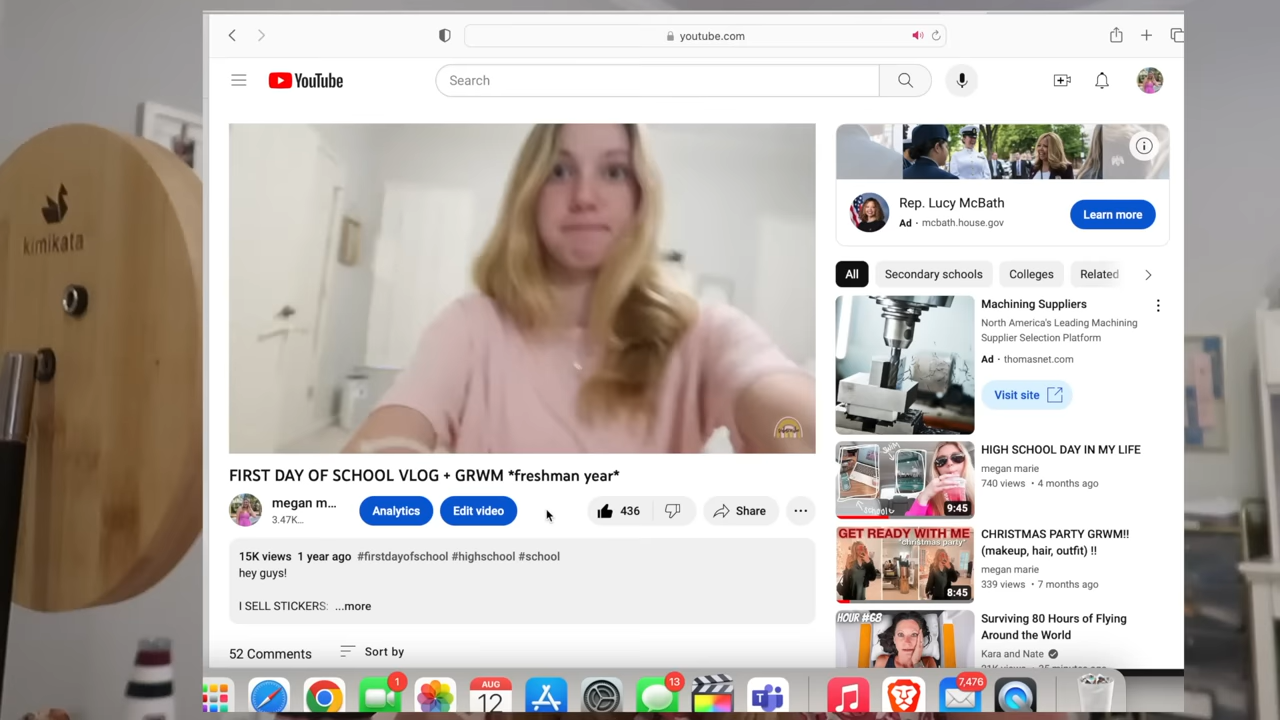 kimikata
youtube.com
YouTube
Search
FIRST DAY OF SCHOOL VLOG + GRWM *freshman year*
megan m...
3.47K...
Analytics
Edit video
436
Share
15K views 1 year ago #firstdayofschool #highschool #school
hey guys!
I SELL STICKERS: ...more
52 Comments
Sort by
Rep. Lucy McBath
Ad · mcbath.house.gov
Learn more
All
Secondary schools
Colleges
Related
Machining Suppliers
North America's Leading Machining
Supplier Selection Platform
Ad · thomasnet.com
Visit site
9:45
HIGH SCHOOL DAY IN MY LIFE
megan marie
740 views · 4 months ago
GET READY WITH ME
*christmas party*
8:45
CHRISTMAS PARTY GRWM!!
(makeup, hair, outfit) !!
megan marie
339 views · 7 months ago
HOUR #68
Surviving 80 Hours of Flying
Around the World
Kara and Nate
1
AUG
12
13
7,476